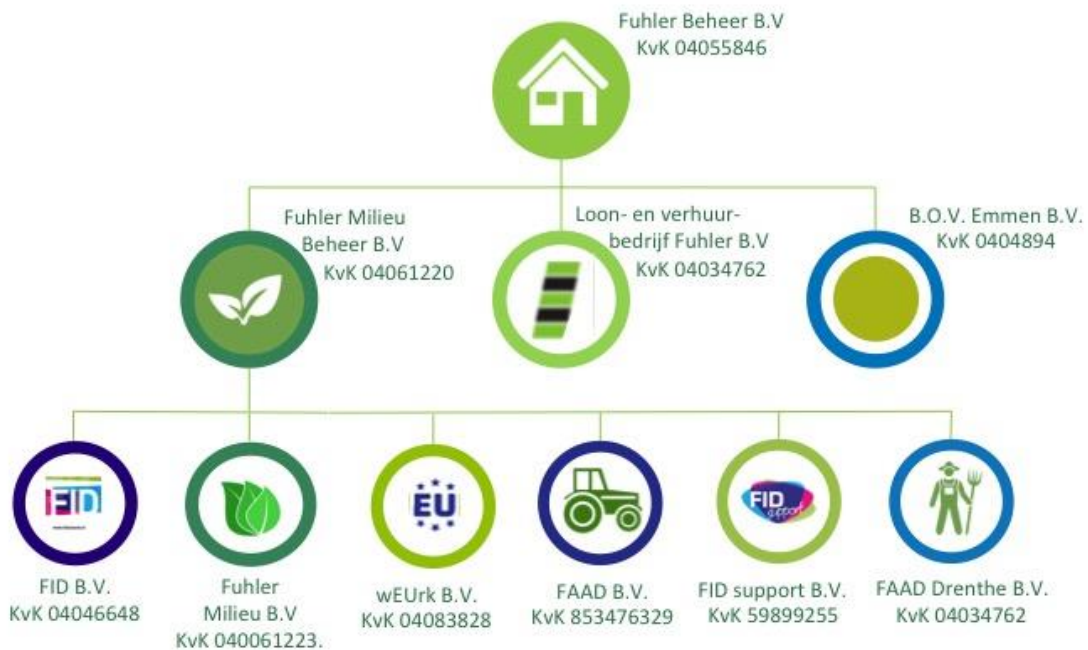 Fuhler Beheer B.V
KvK 04055846
Fuhler Milieu
Beheer B.V
KvK 04061220
Loon- en verhuur-
bedrijf Fuhler B.V
KvK 04034762
B.O.V. Emmen B.V.
KvK 0404894
FID
EU
FID
support
FID B.V.
KvK 04046648
Fuhler
Milieu B.V
KvK 040061223.
wEUrk B.V.
KvK 04083828
FAAD B.V.
KvK 853476329
FID support B.V.
KvK 59899255
FAAD Drenthe B.V.
KvK 04034762